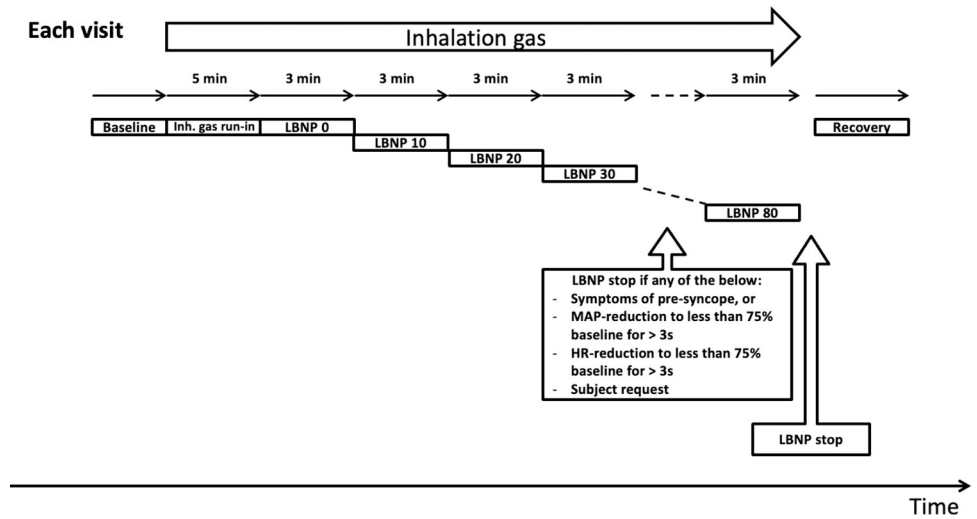 Each visit
Inhalation gas
5 min
3 min
3 min
3 min
3 min
3 min
Baseline
Inh. gas run-in
LBNP 0
Recovery
LBNP 10
LBNP 20
LBNP 30
LBNP 80
LBNP stop if any of the below:
- Symptoms of pre-syncope, or
- MAP-reduction to less than 75%
baseline for > 3s
- HR-reduction to less than 75%
baseline for > 3s
- Subject request
LBNP stop
Time